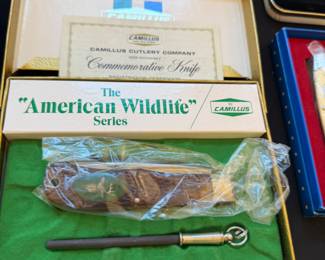 CAMILLUS
CAMILLUS CUTLERY COMPANY
Commemorative Knife
The
"American Wildlife"
Series
CAMILLUS